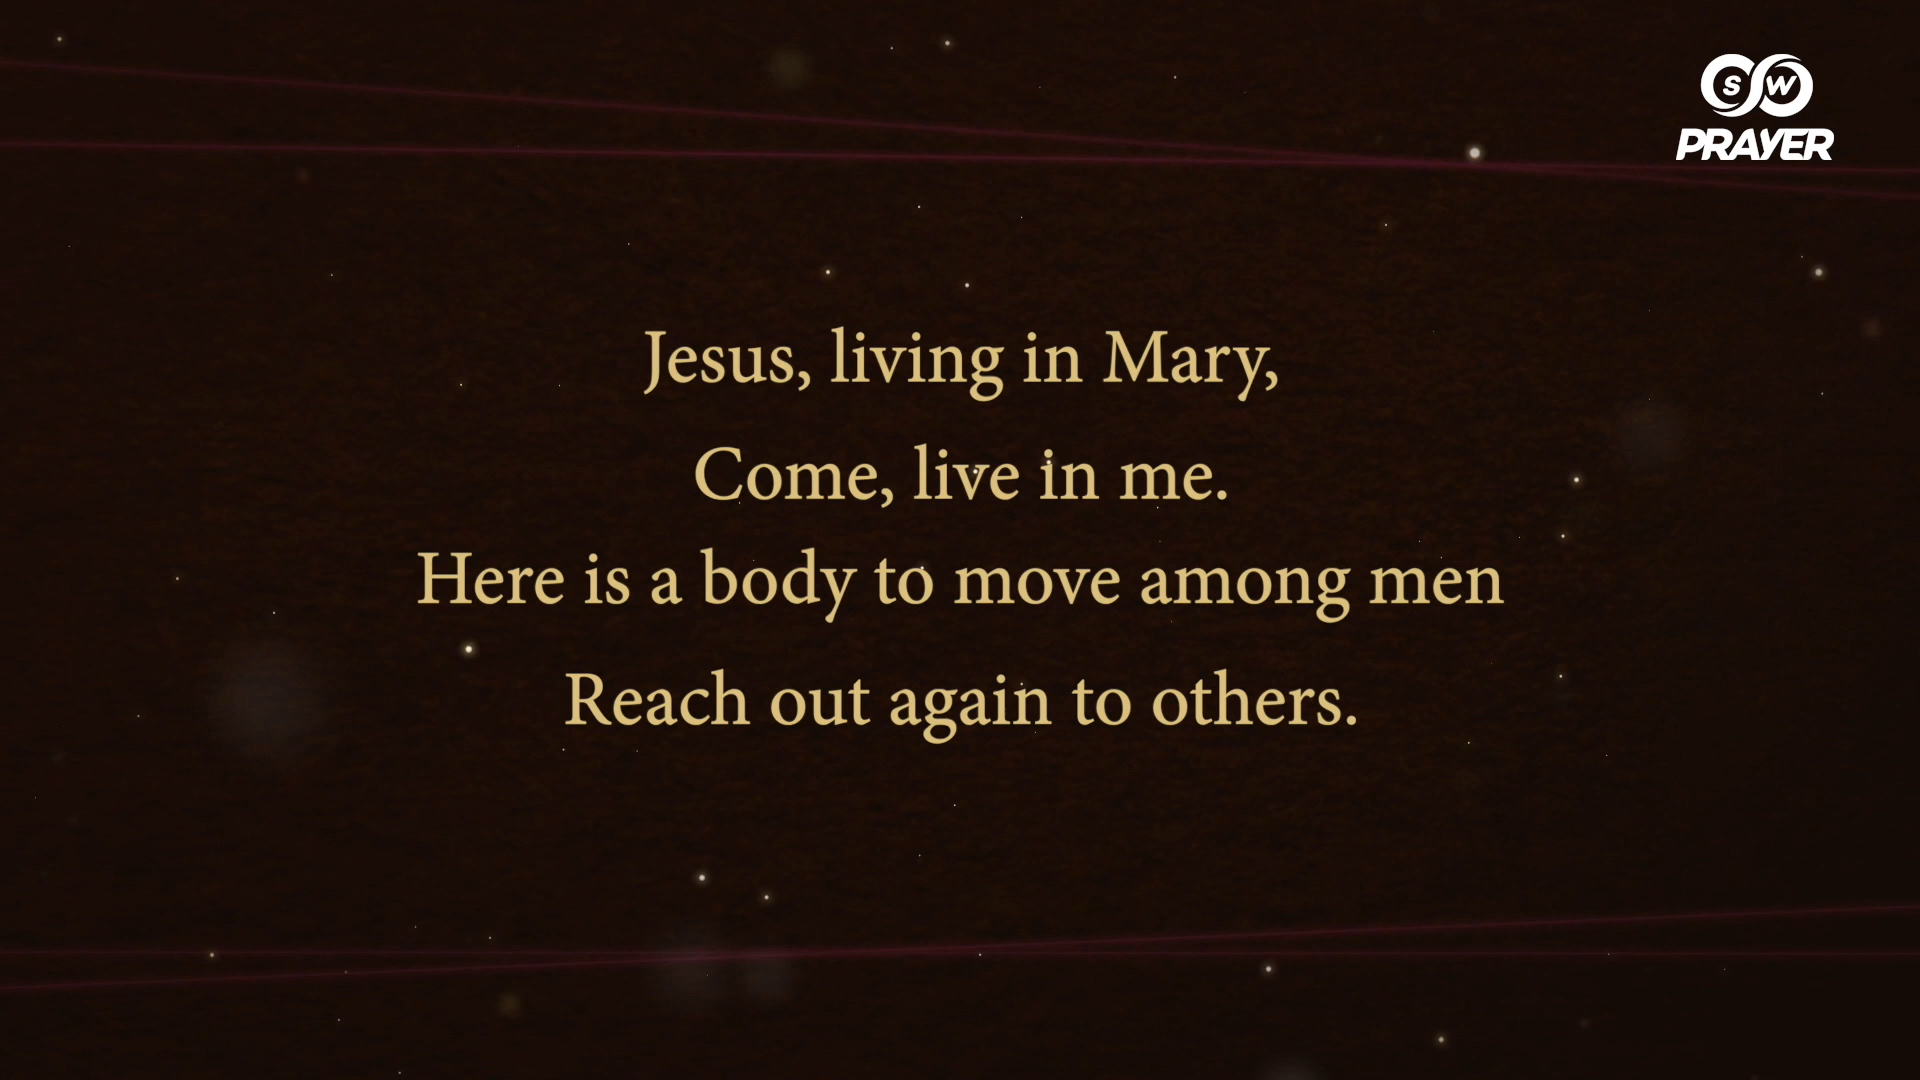 SW
PRAYER
Jesus, living in Mary,
Come, live in me.
Here is a body to move among men
Reach out again to others.